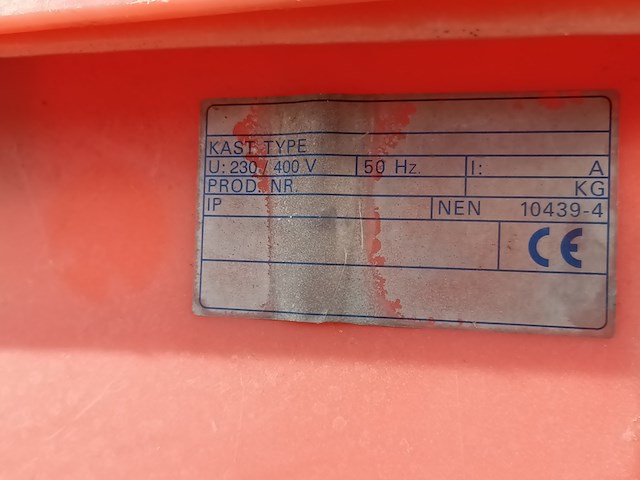 KAST TYPE
U: 230 / 400 V 50 Hz. I: A
PROD. NR. KG
IP NEN 10439-4
CE